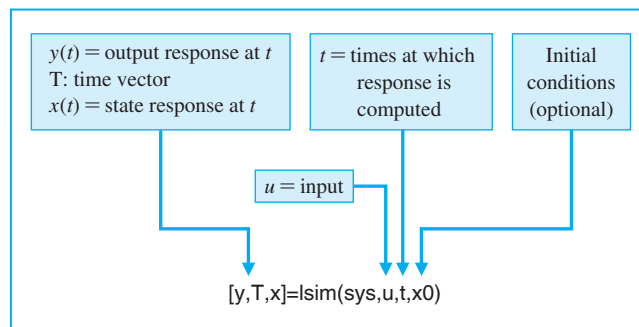 y(t) = output response at t
T: time vector
x(t) = state response at t
t = times at which
response is
computed
Initial
conditions
(optional)
u = input
[y,T,x]=lsim(sys,u,t,x0)